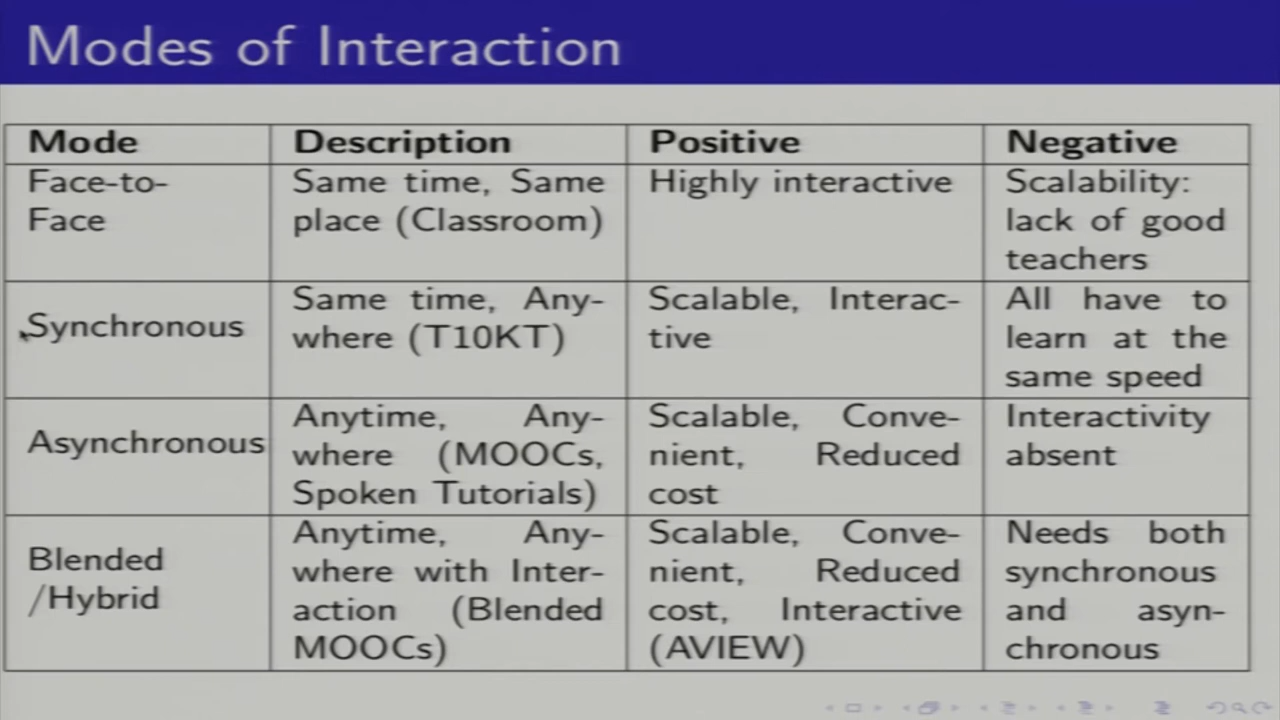 Modes of Interaction
Mode Description Positive Negative
Face-to-
Face
Same time, Same
place (Classroom)
Highly interactive
Scalability:
lack of good
teachers
Synchronous
Same time, Any-
where (T10KT)
Scalable, Interac-
tive
All have to
learn at the
same speed
Asynchronous
Anytime, Any-
where (MOOCs,
Spoken Tutorials)
Scalable, Conve-
nient, Reduced
cost
Interactivity
absent
Blended
/Hybrid
Anytime, Any-
where with Inter-
action (Blended
MOOCs)
Scalable, Conve-
nient, Reduced
cost, Interactive
(AVIEW)
Needs both
synchronous
and asyn-
chronous